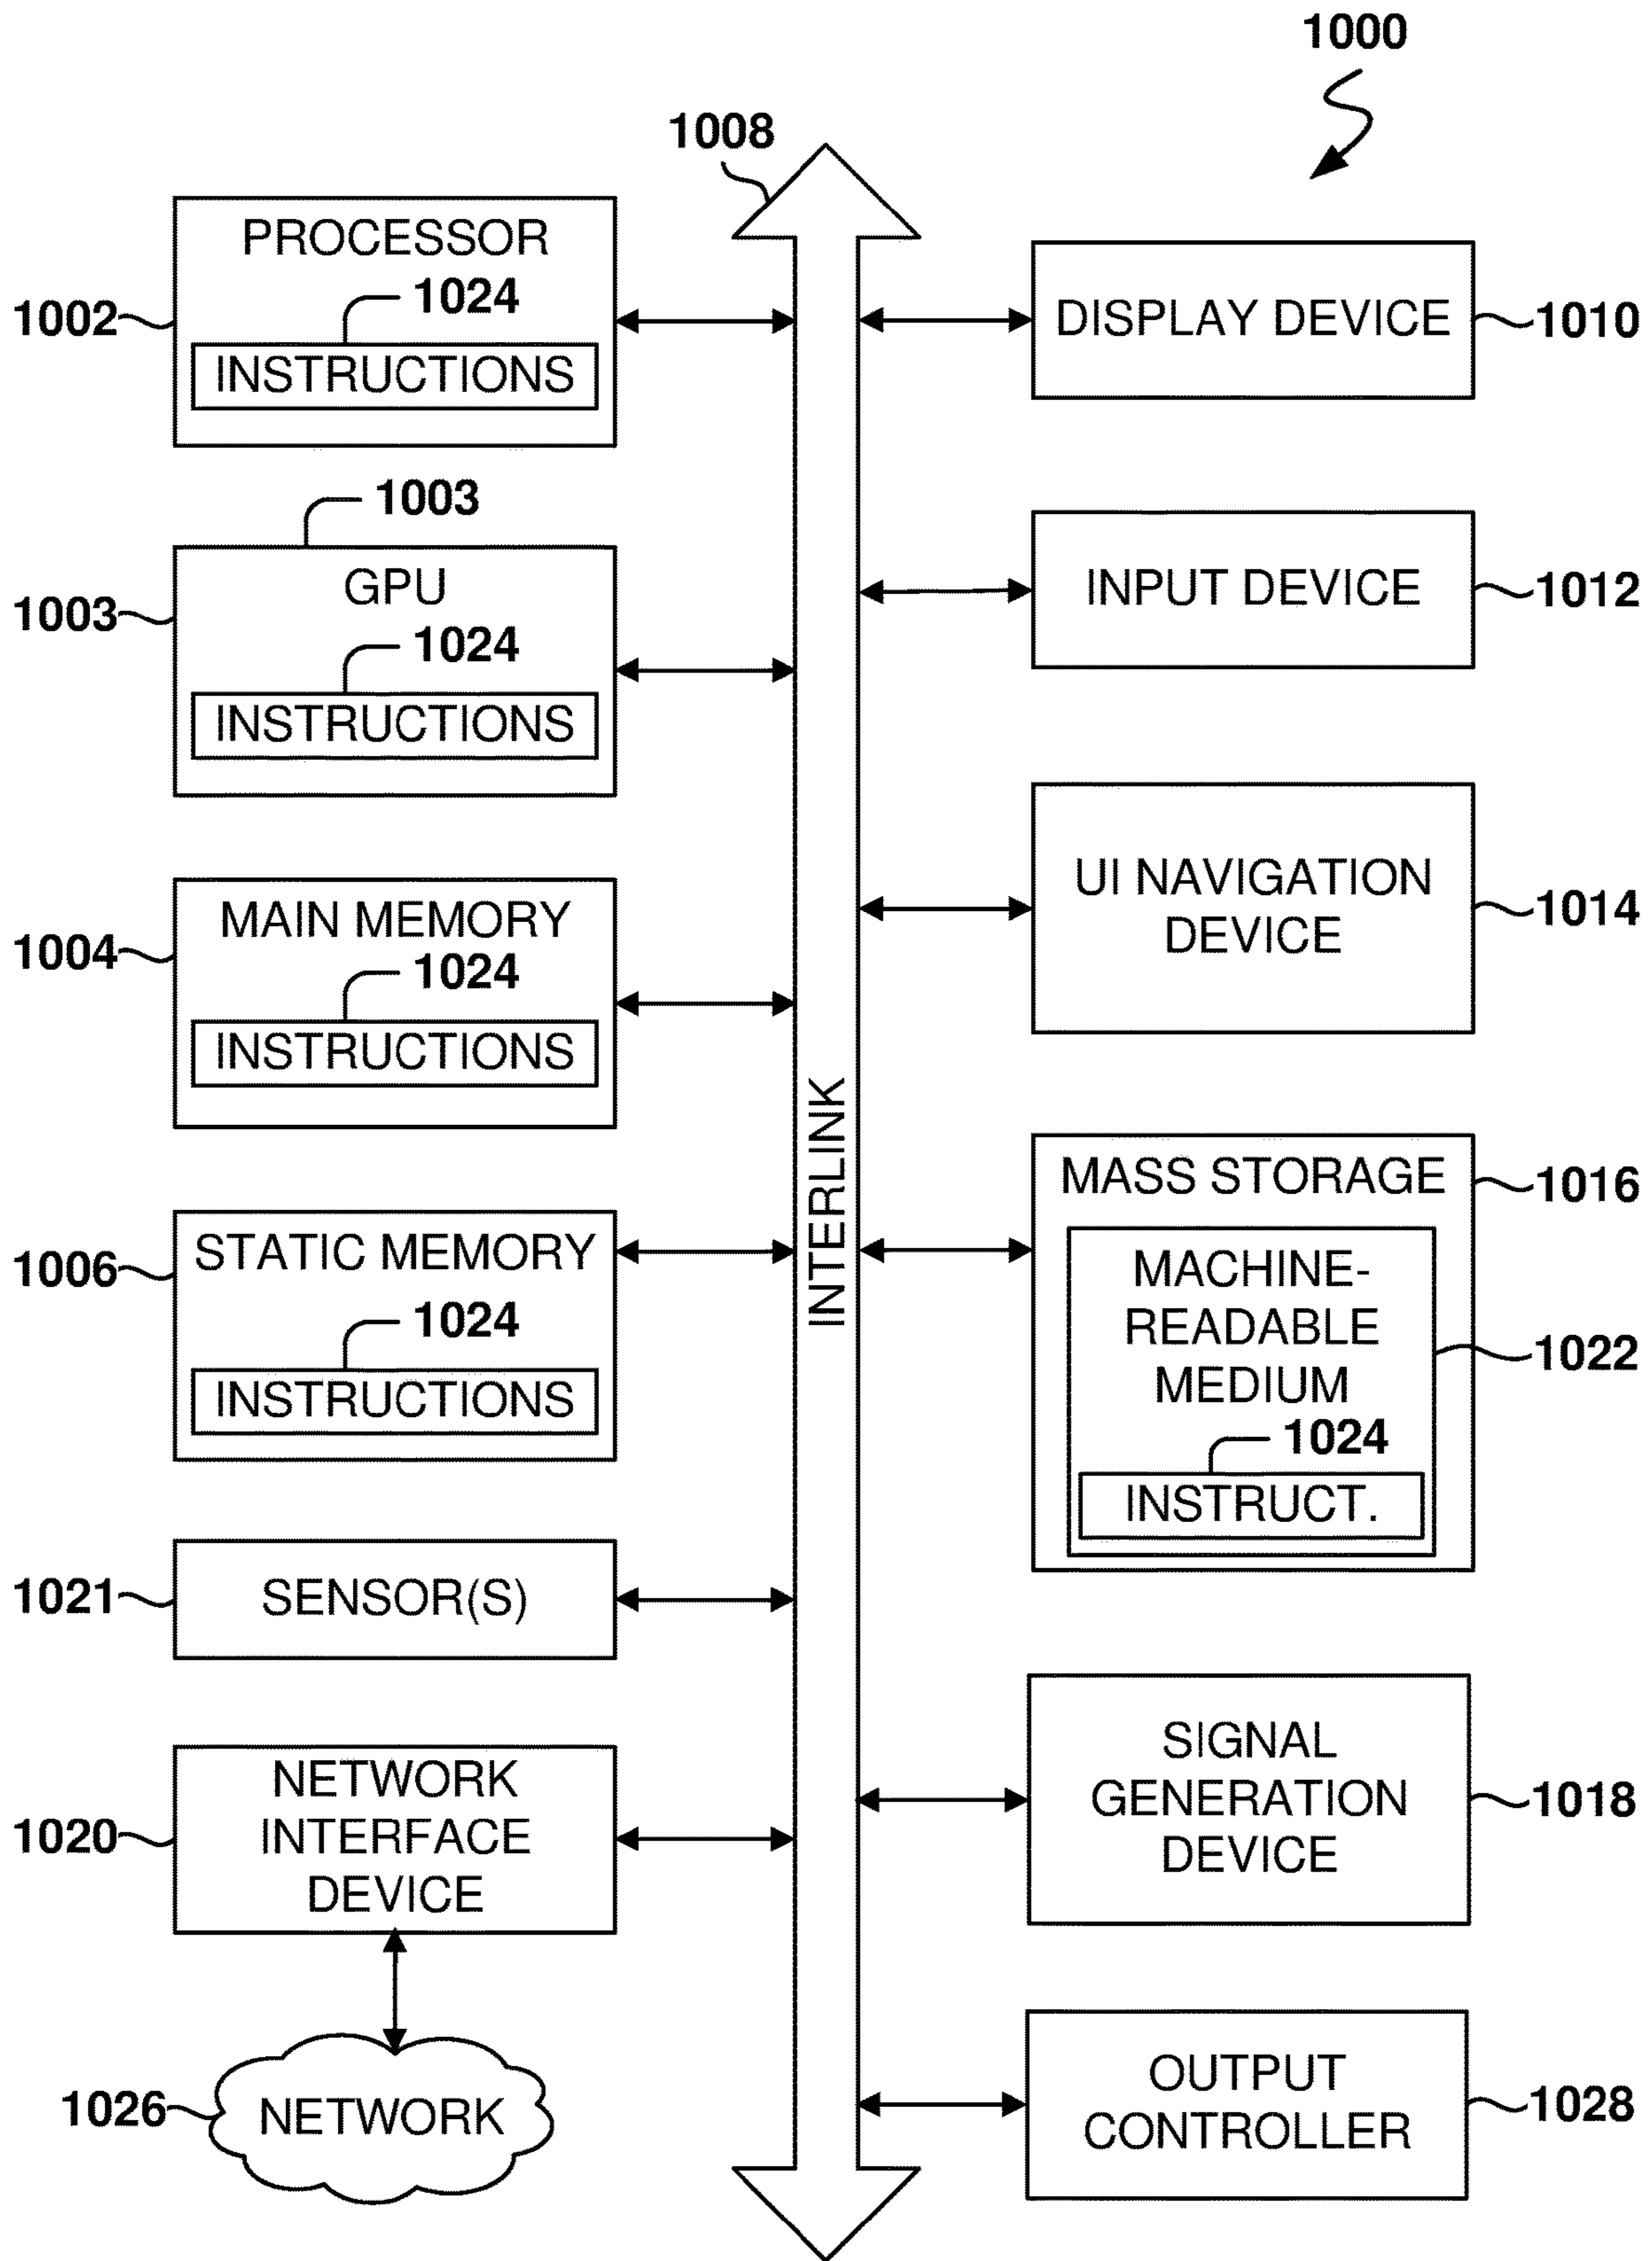 1000
1008
PROCESSOR
1024
1002
INSTRUCTIONS
1003
GPU
1003
1024
INSTRUCTIONS
MAIN MEMORY
1004
1024
INSTRUCTIONS
STATIC MEMORY
1006
1024
INSTRUCTIONS
1021
SENSOR(S)
NETWORK
INTERFACE
1020
DEVICE
1026
NETWORK
INTERLINK
DISPLAY DEVICE
1010
INPUT DEVICE
1012
UI NAVIGATION
DEVICE
1014
MASS STORAGE
1016
MACHINE-
READABLE
MEDIUM
1022
1024
INSTRUCT.
SIGNAL
GENERATION
DEVICE
1018
OUTPUT
CONTROLLER
1028